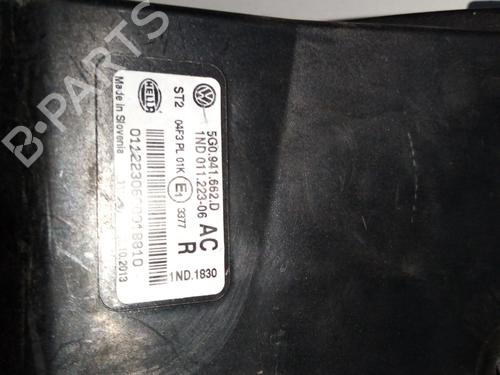 B-PARTS
5G0.941.662.D
1ND 011.223-06
AC
R
1ND.1830
ST2
04F3 PL 01K
E1
3377
HELLA
Made in Slovenia
10.2013